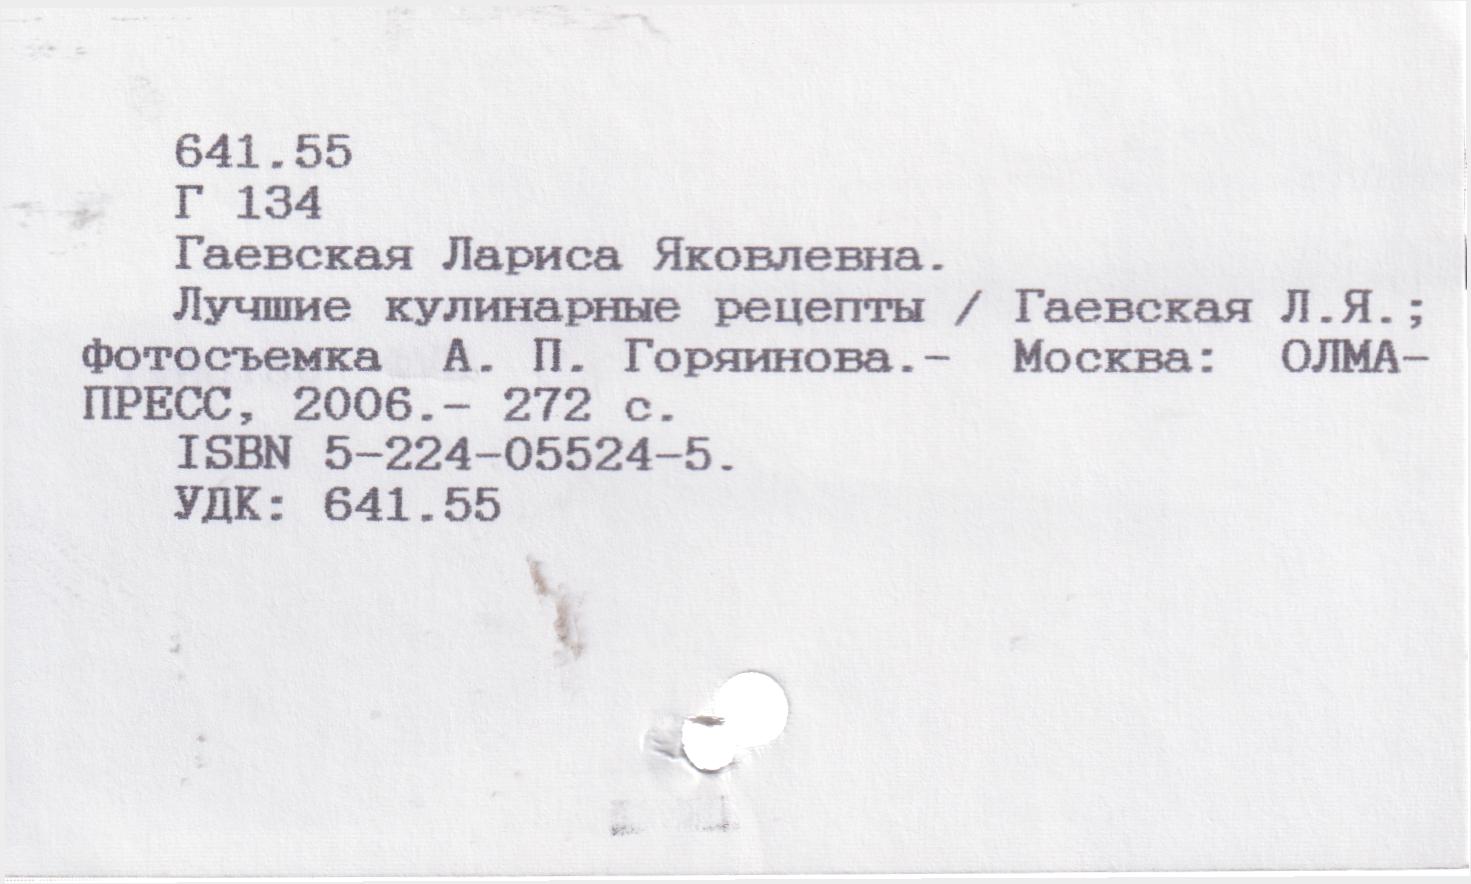 641.55
Г 134
Гаевская Лариса Яковлевна.
Лучшие кулинарные рецепты / Гаевская Л.Я.;
фотосъемка А. П. Горяинова.- Москва: ОЛМА-
ПРЕСС, 2006.- 272 с.
ISBN 5-224-05524-5.
УДК: 641.55